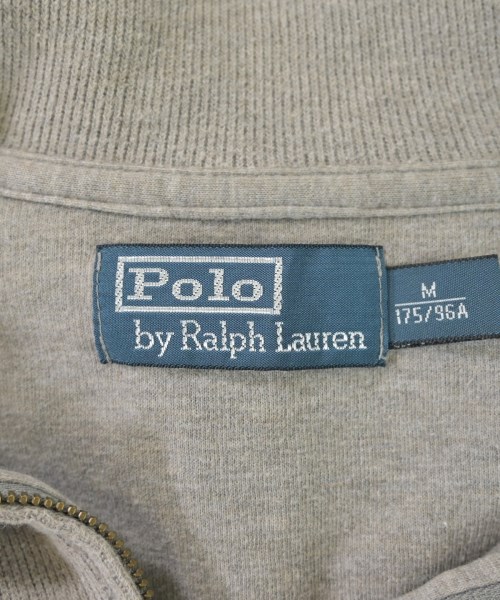 Polo
by Ralph Lauren
M
175/96A